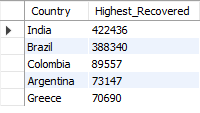 Country Highest_Recovered
India 422436
Brazil 388340
Colombia 89557
Argentina 73147
Greece 70690